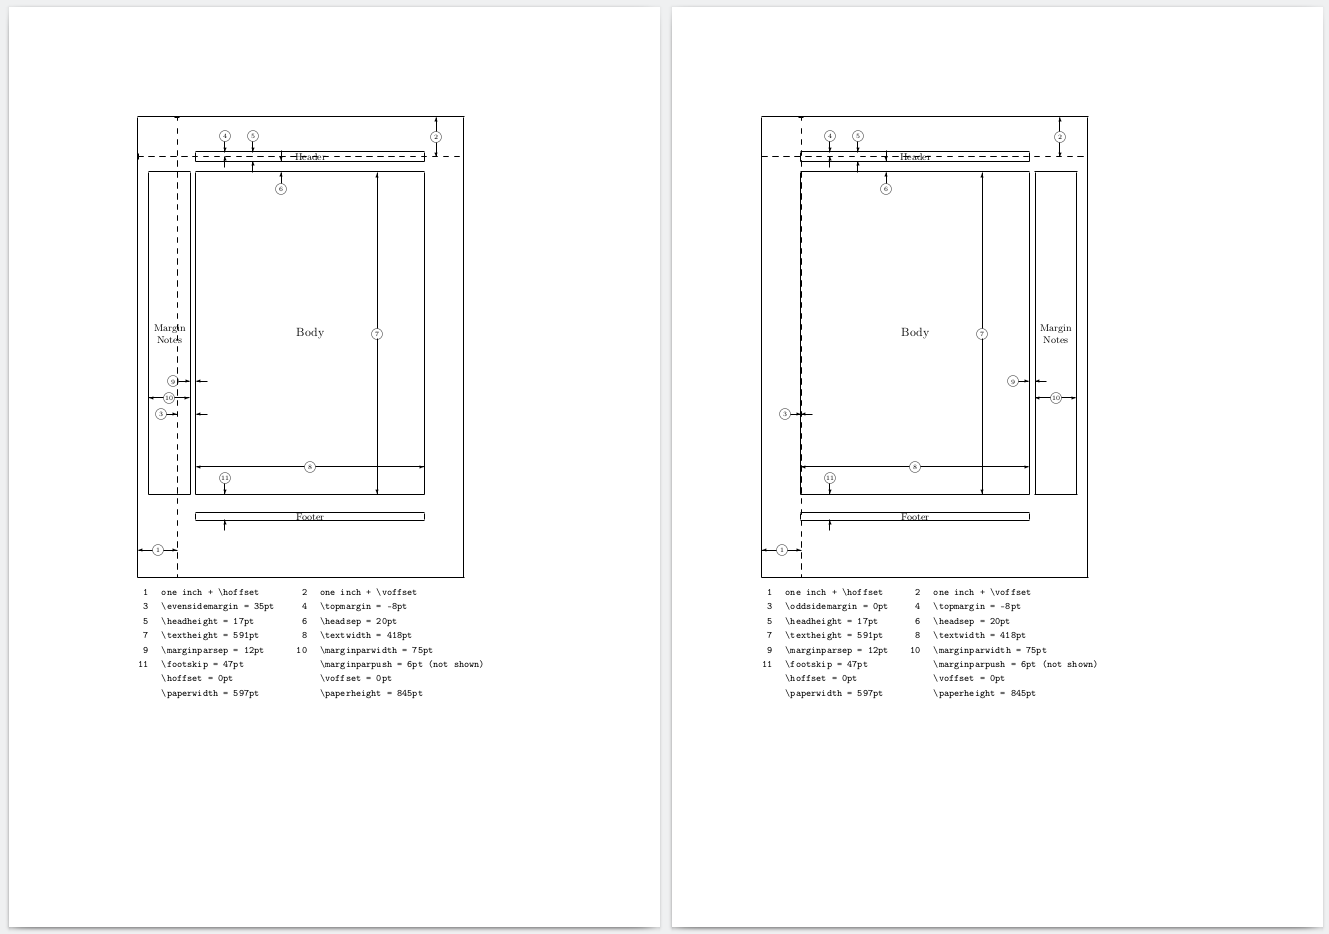 4 5 2
Header
6
Margin
Notes
Body
7
9
10
3
8
11
Footer
1
1 one inch + \hoffset 2 one inch + \voffset
3 \evensidemargin = 35pt 4 \topmargin = -8pt
5 \headheight = 17pt 6 \headsep = 20pt
7 \textheight = 591pt 8 \textwidth = 418pt
9 \marginparsep = 12pt 10 \marginparwidth = 75pt
11 \footskip = 47pt \marginparpush = 6pt (not shown)
\hoffset = 0pt \voffset = 0pt
\paperwidth = 597pt \paperheight = 845pt
4 5 2
Header
6
Body
7
Margin
Notes
9
10
3
8
11
Footer
1
1 one inch + \hoffset 2 one inch + \voffset
3 \oddsidemargin = 0pt 4 \topmargin = -8pt
5 \headheight = 17pt 6 \headsep = 20pt
7 \textheight = 591pt 8 \textwidth = 418pt
9 \marginparsep = 12pt 10 \marginparwidth = 75pt
11 \footskip = 47pt \marginparpush = 6pt (not shown)
\hoffset = 0pt \voffset = 0pt
\paperwidth = 597pt \paperheight = 845pt